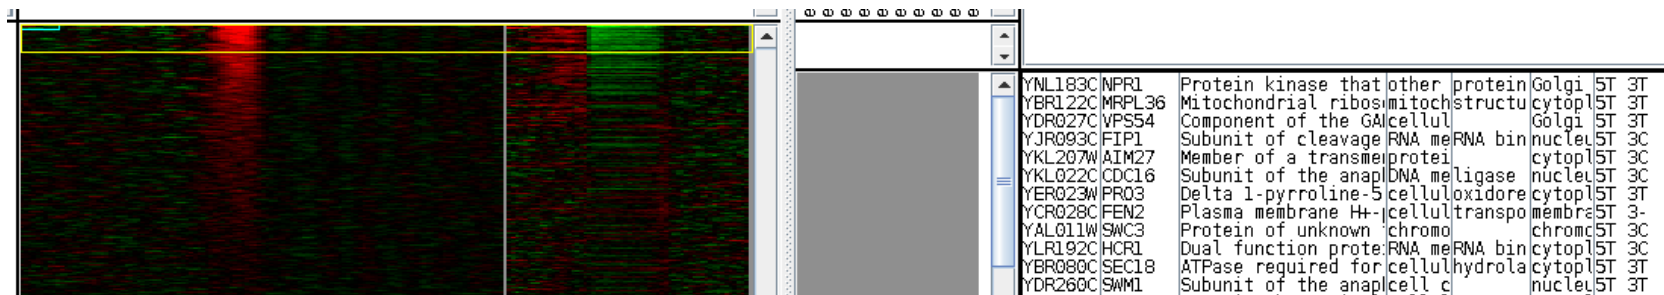 YNL183C NPR1 Protein kinase that other protein Golgi 5T 3T
YBR122C MRPL36 Mitochondrial ribos mitoch structu cytopl 5T 3T
YDR027C VPS54 Component of the GA cellul Golgi 5T 3T
YJR093C FIP1 Subunit of cleavage RNA me RNA bin nucleu 5T 3C
YKL207W AIM27 Member of a transme protei cytopl 5T 3C
YKL022C CDC16 Subunit of the anap DNA me ligase nucleu 5T 3C
YER023W PRO3 Delta 1-pyrroline-5 cellul oxidore cytopl 5T 3T
YCR028C FEN2 Plasma membrane H+- cellul transpo membra 5T 3-
YAL011W SWC3 Protein of unknown chromo chromo 5T 3C
YLR192C HCR1 Dual function prote RNA me RNA bin cytopl 5T 3C
YBR080C SEC18 ATPase required for cellul hydrola cytopl 5T 3T
YDR260C SWM1 Subunit of the anap cell c nucleu 5T 3T